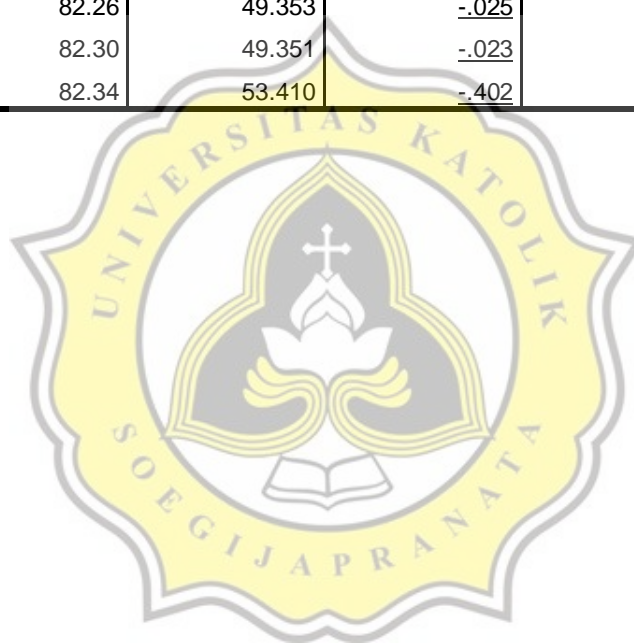 82.26 49.353 -.025
82.30 49.351 -.023
82.34 53.410 -.402
UNIVERSITAS KATOLIK
SOEGIJAPRANATA